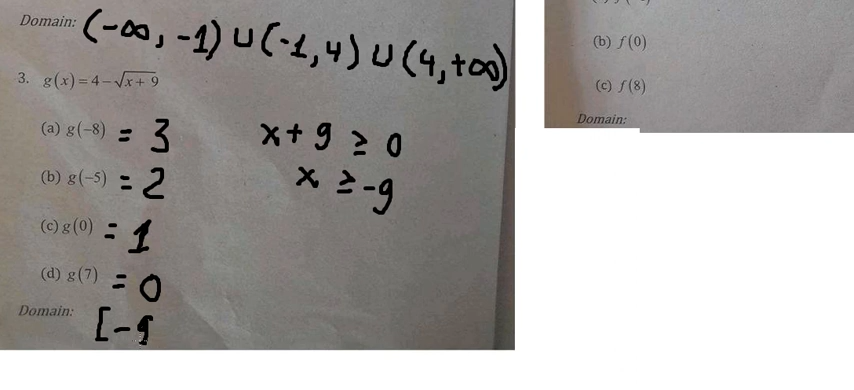 Domain: (-∞, -1) ∪ (-1, 4) ∪ (4, +∞)
3. g(x) = 4 - √x + 9
(a) g(-8) = 3
x + 9 ≥ 0
(b) g(-5) = 2
x ≥ -9
(c) g(0) = 1
(d) g(7) = 0
Domain: [-9
(b) f(0)
(c) f(8)
Domain: